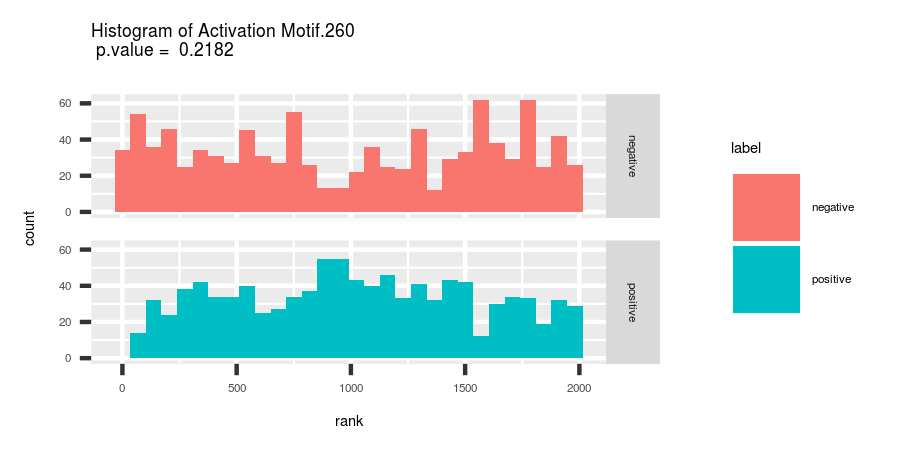 Histogram of Activation Motif.260
p.value =  0.2182
count
60
40
20
0
negative
60
40
20
0
positive
0 500 1000 1500 2000
rank
label
negative
positive